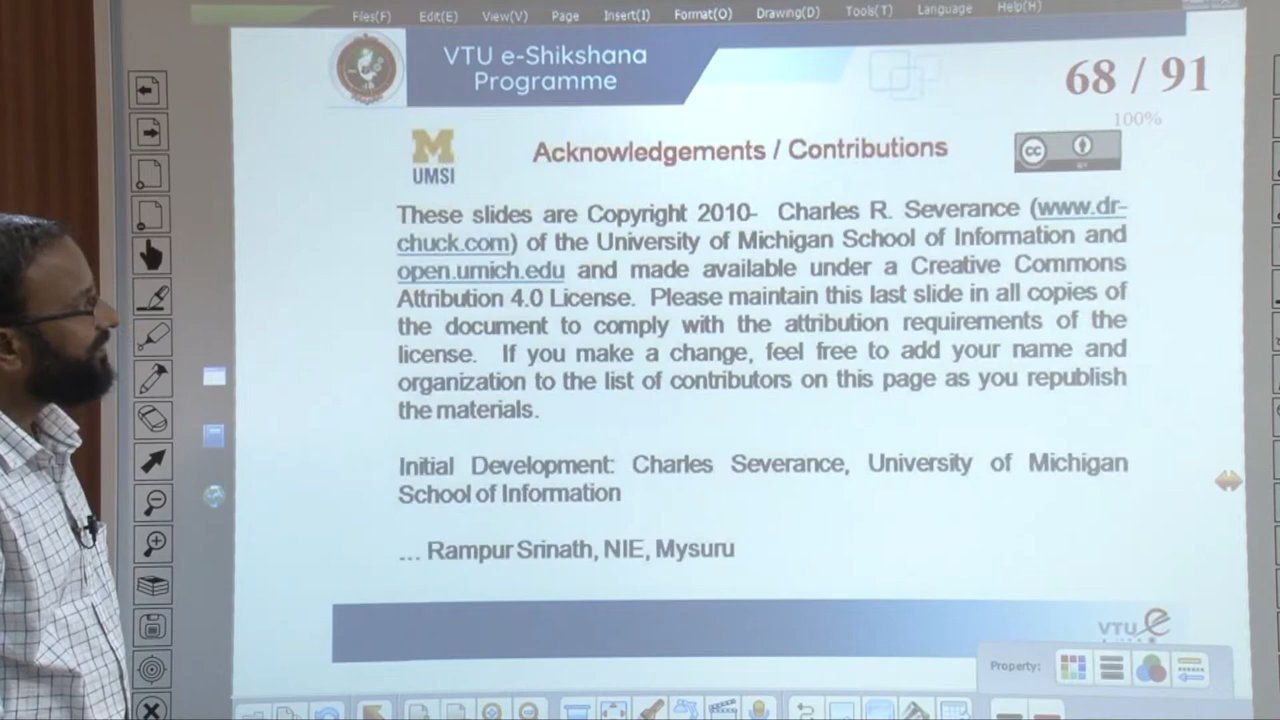 Files(F) Edit(E) View(V) Page Insert(I) Format(O) Drawing(D) Tools(T) Language Help(H)
VTU e-Shikshana
Programme
68 / 91
100%
UMSI
Acknowledgements / Contributions
cc
These slides are Copyright 2010- Charles R. Severance (www.dr-
chuck.com) of the University of Michigan School of Information and
open.umich.edu and made available under a Creative Commons
Attribution 4.0 License. Please maintain this last slide in all copies of
the document to comply with the attribution requirements of the
license. If you make a change, feel free to add your name and
organization to the list of contributors on this page as you republish
the materials.
Initial Development: Charles Severance, University of Michigan
School of Information
... Rampur Srinath, NIE, Mysuru
VTU e
Property: